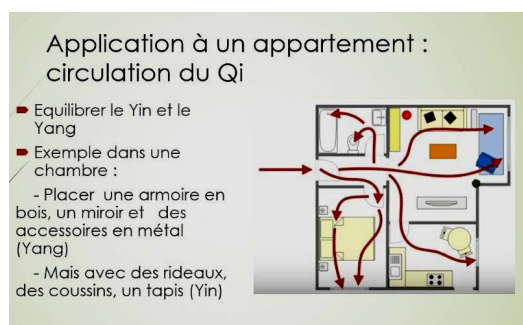 Application à un appartement :
circulation du Qi
Equilibrer le Yin et le
Yang
Exemple dans une
chambre :
- Placer une armoire en
bois, un miroir et des
accessoires en métal
(Yang)
- Mais avec des rideaux,
des coussins, un tapis (Yin)